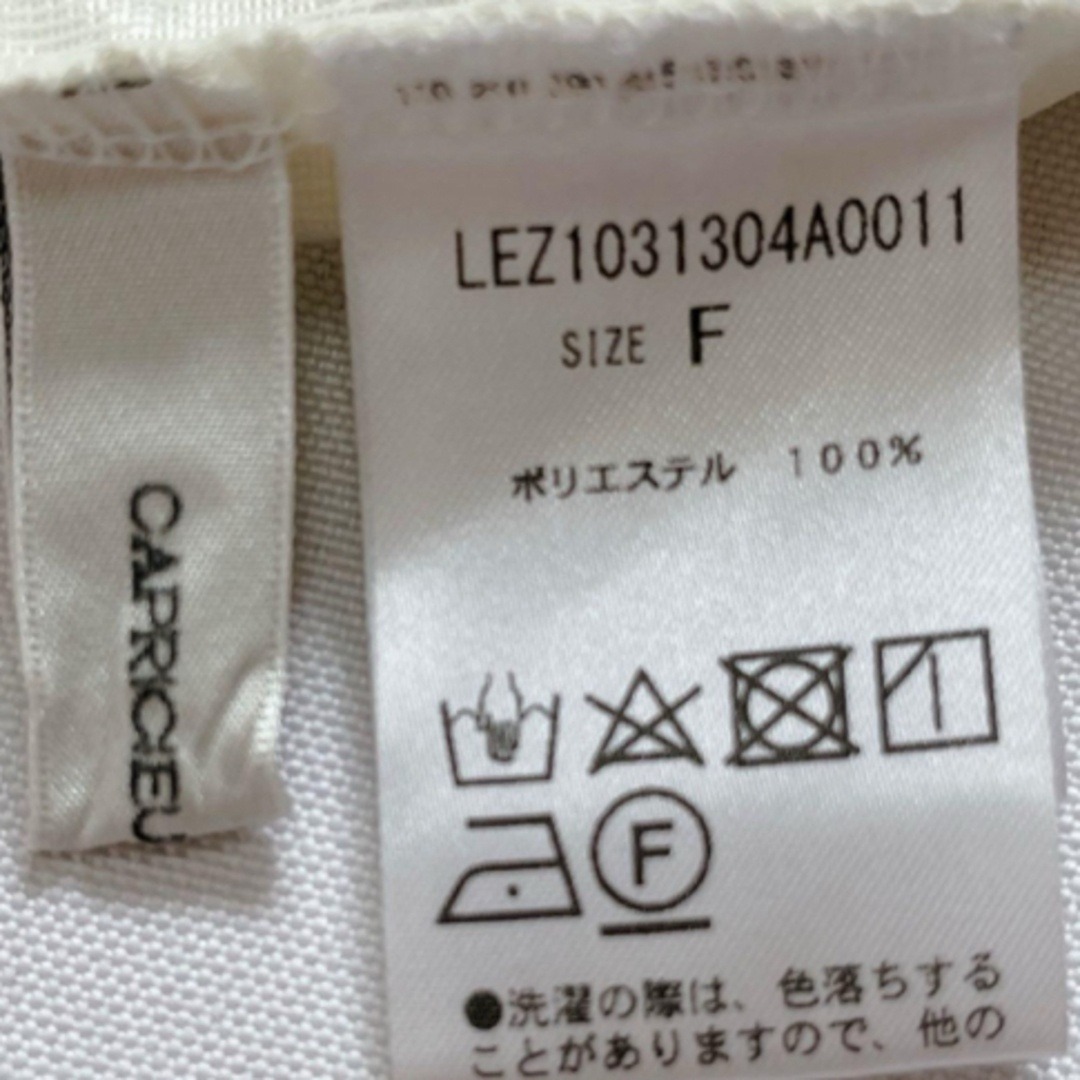 CAPRICIEU
LEZ1031304A0011
SIZE F
ポリエステル 100%
F
●洗濯の際は、色落ちする
ことがありますので、他の